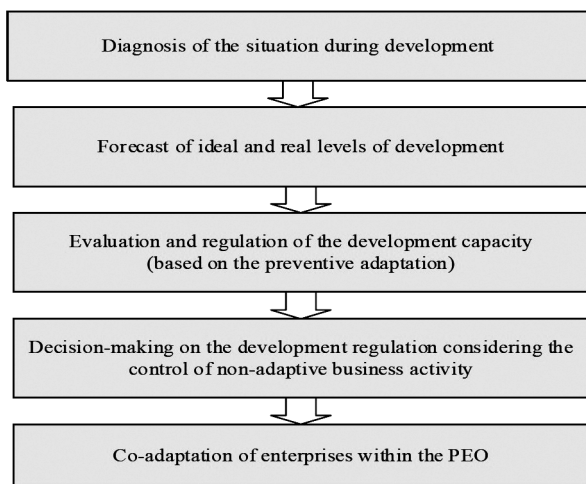 Diagnosis of the situation during development
Forecast of ideal and real levels of development
Evaluation and regulation of the development capacity
(based on the preventive adaptation)
Decision-making on the development regulation considering the
control of non-adaptive business activity
Co-adaptation of enterprises within the PEO